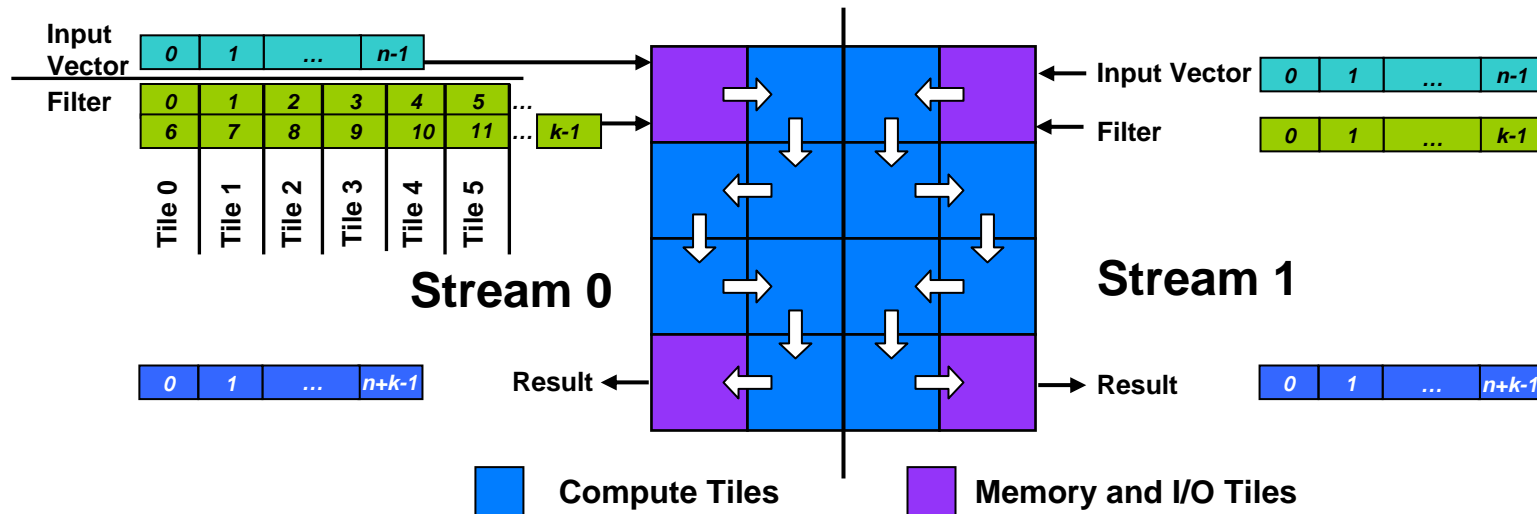 Input Vector
0 1 … n-1
Filter
0 1 2 3 4 5 …
6 7 8 9 10 11 … k-1
Tile 0
Tile 1
Tile 2
Tile 3
Tile 4
Tile 5
Stream 0
0 1 … n+k-1
Result
Input Vector
0 1 … n-1
Filter
0 1 … k-1
Stream 1
Result
0 1 … n+k-1
Compute Tiles
Memory and I/O Tiles